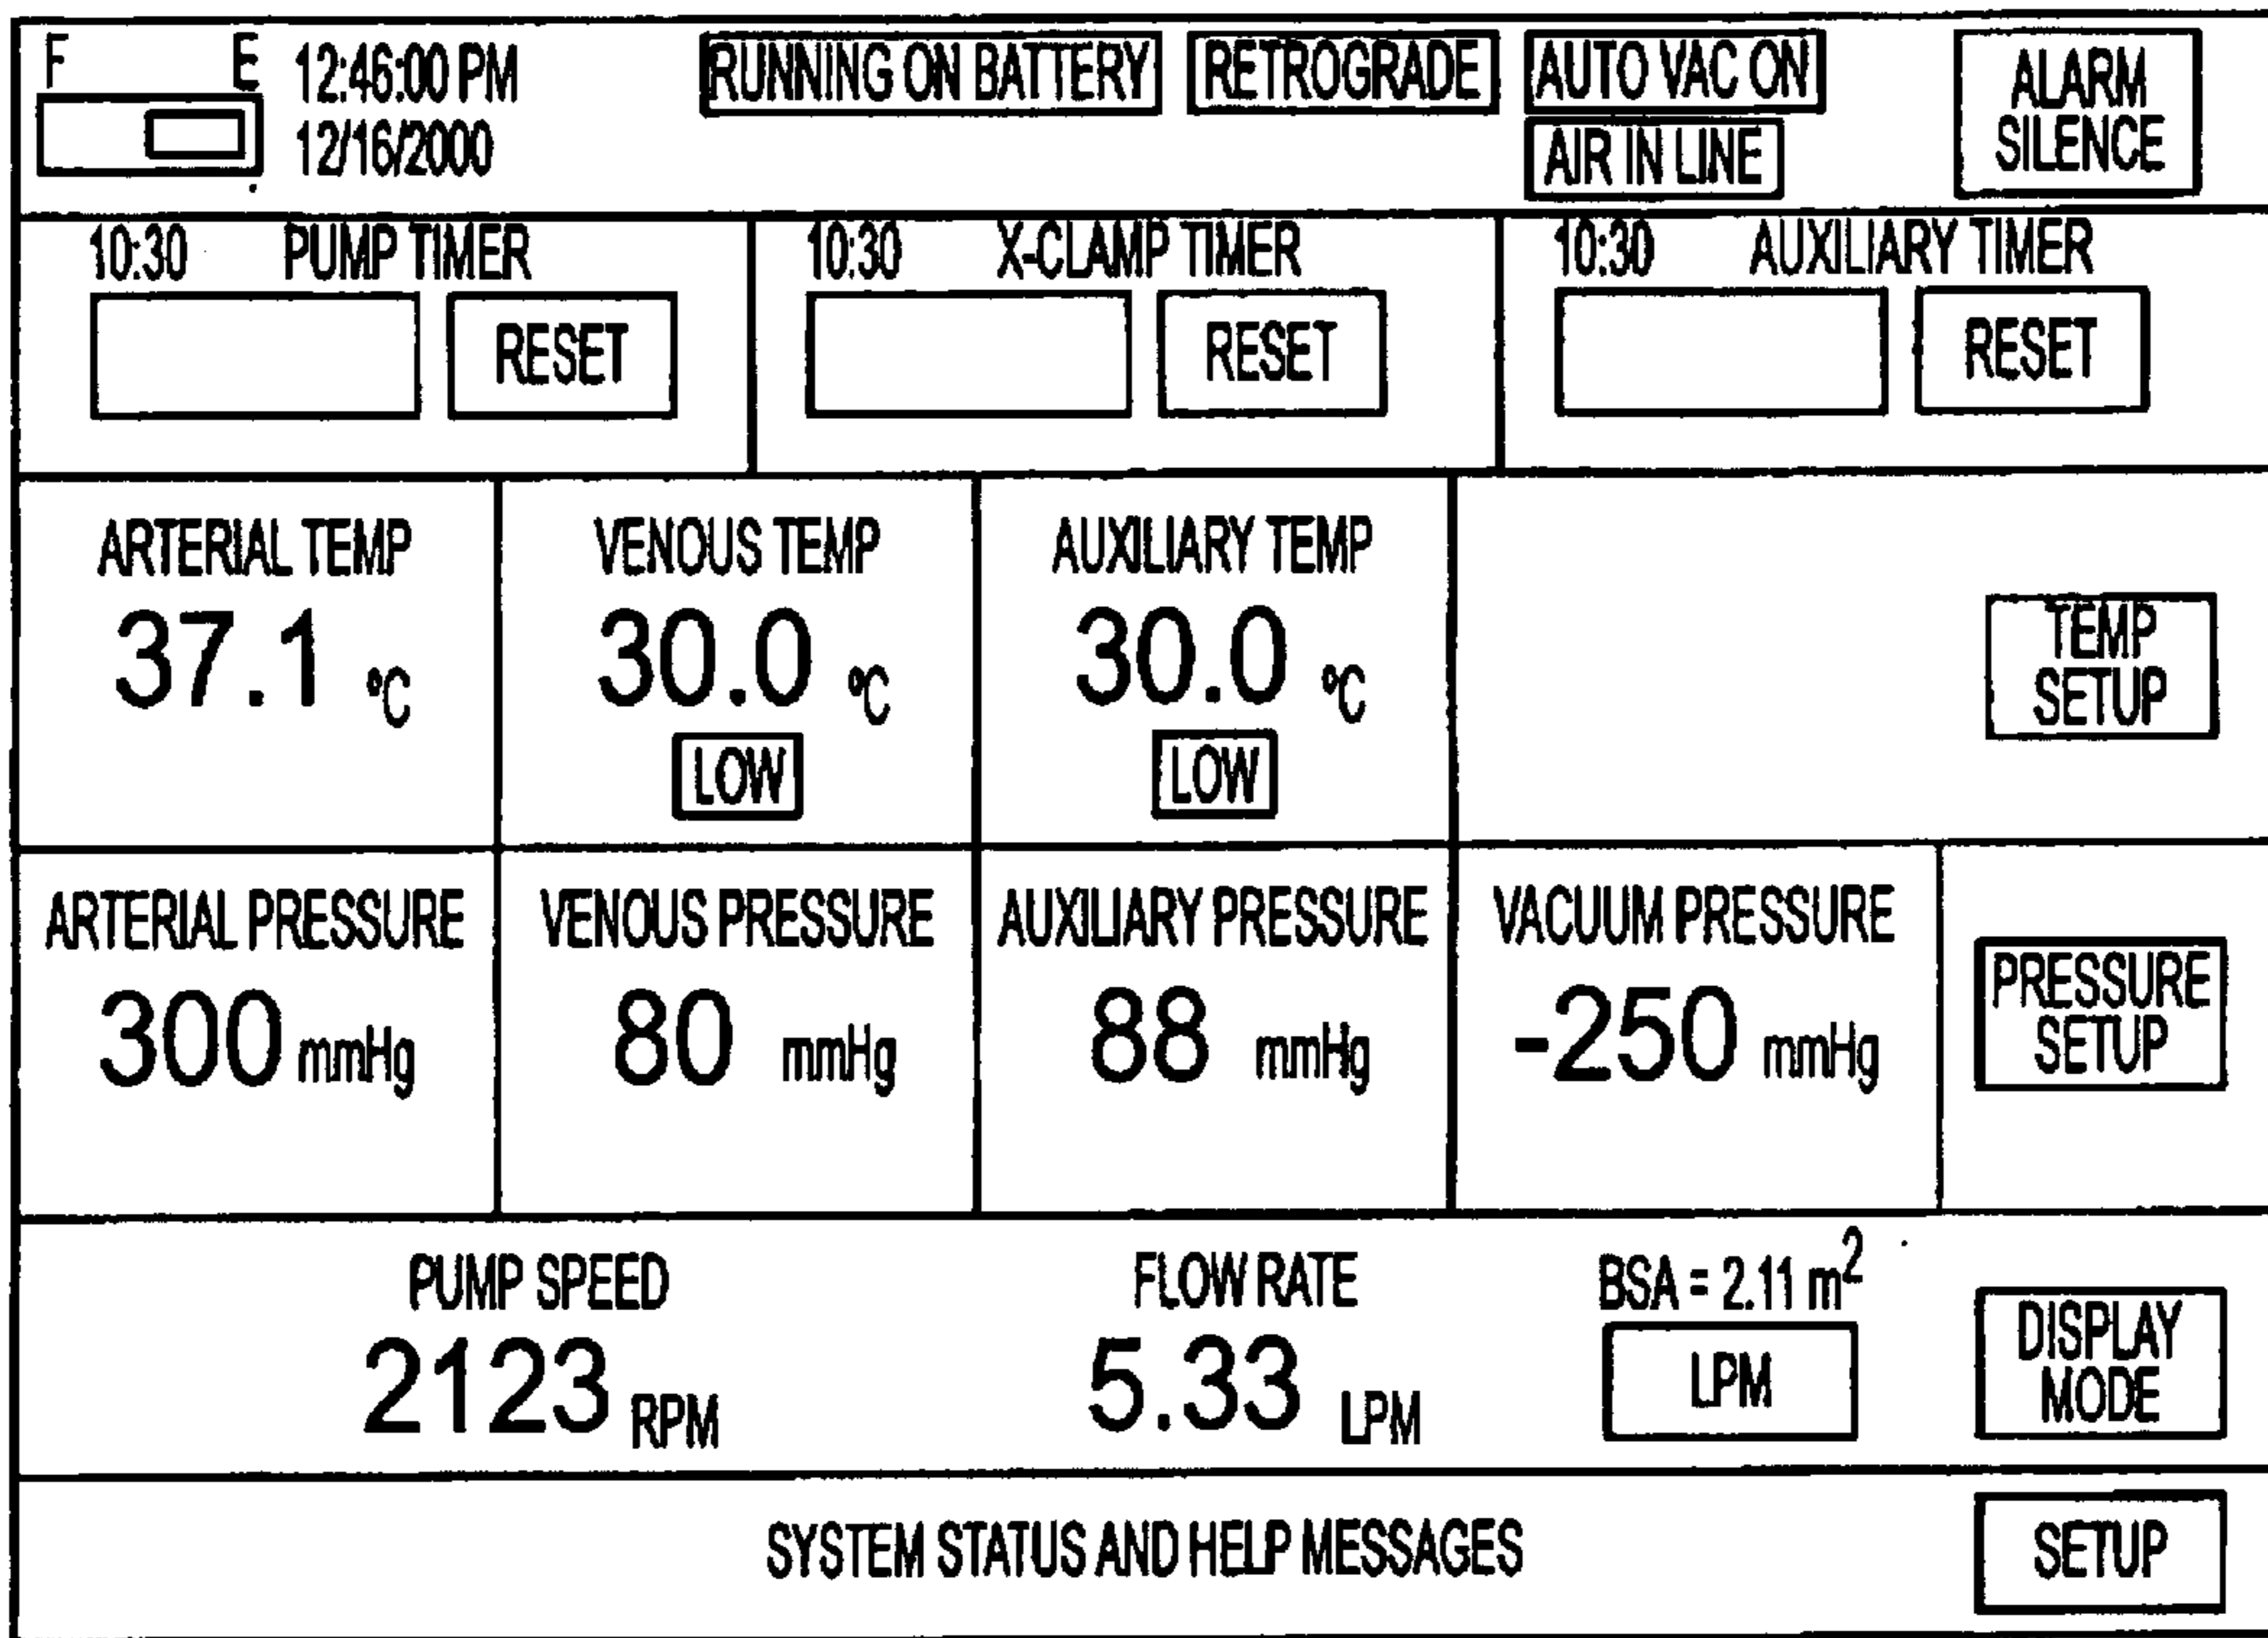 F E 12:46:00 PM RUNNING ON BATTERY RETROGRADE AUTO VAC ON ALARM
12/16/2000 AIR IN LINE SILENCE
10:30 PUMP TIMER 10:30 X-CLAMP TIMER 10:30 AUXILIARY TIMER
RESET RESET RESET
ARTERIAL TEMP VENOUS TEMP AUXILIARY TEMP
37.1 °C 30.0 °C 30.0 °C TEMP
SETUP
LOW LOW
ARTERIAL PRESSURE VENOUS PRESSURE AUXILIARY PRESSURE VACUUM PRESSURE
300 mmHg 80 mmHg 88 mmHg -250 mmHg PRESSURE
SETUP
PUMP SPEED FLOW RATE BSA = 2.11 m²
2123 RPM 5.33 LPM LPM DISPLAY
MODE
SYSTEM STATUS AND HELP MESSAGES SETUP